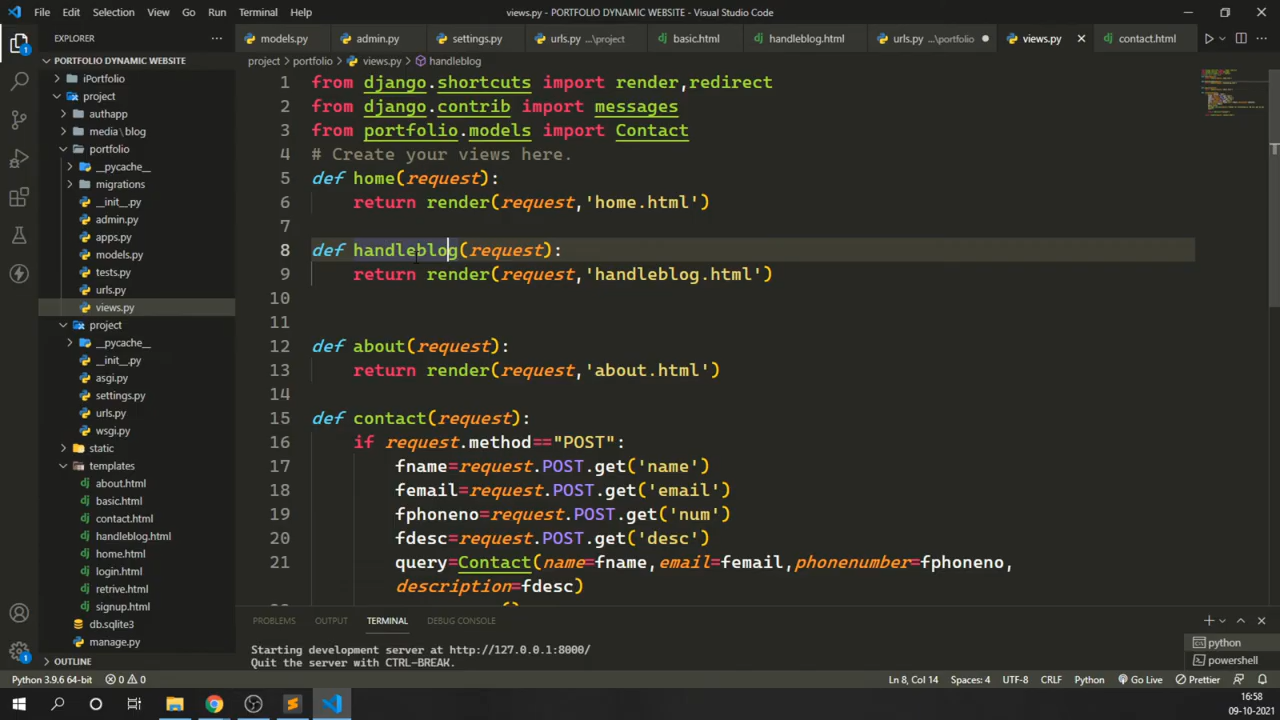 File Edit Selection View Go Run Terminal Help
views.py - PORTFOLIO DYNAMIC WEBSITE - Visual Studio Code
EXPLORER
models.py admin.py settings.py urls.py ...\project basic.html handleblog.html urls.py ...\portfolio views.py contact.html
PORTFOLIO DYNAMIC WEBSITE
iPortfolio
project
authapp
media \ blog
portfolio
__pycache__
migrations
__init__.py
admin.py
apps.py
models.py
tests.py
urls.py
views.py
project
__pycache__
__init__.py
asgi.py
settings.py
urls.py
wsgi.py
static
templates
about.html
basic.html
contact.html
handleblog.html
home.html
login.html
retrive.html
signup.html
db.sqlite3
manage.py
OUTLINE
project > portfolio > views.py > handleblog
1 from django.shortcuts import render,redirect
2 from django.contrib import messages
3 from portfolio.models import Contact
4 # Create your views here.
5 def home(request):
6 return render(request,'home.html')
7
8 def handleblog(request):
9 return render(request,'handleblog.html')
10
11
12 def about(request):
13 return render(request,'about.html')
14
15 def contact(request):
16 if request.method=="POST":
17 fname=request.POST.get('name')
18 femail=request.POST.get('email')
19 fphoneno=request.POST.get('num')
20 fdesc=request.POST.get('desc')
21 query=Contact(name=fname,email=femail,phonenumber=fphoneno,
description=fdesc)
PROBLEMS OUTPUT TERMINAL DEBUG CONSOLE
Starting development server at http://127.0.0.1:8000/
Quit the server with CTRL-BREAK.
python
powershell
Python 3.9.6 64-bit 0 0 Ln 8, Col 14 Spaces: 4 UTF-8 CRLF Python Go Live Prettier
16:58
09-10-2021